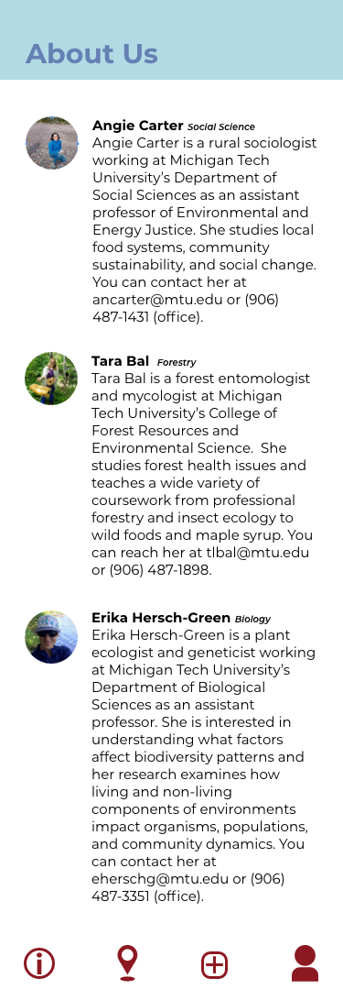 About Us
Angie Carter Social Science
Angie Carter is a rural sociologist
working at Michigan Tech
University’s Department of
Social Sciences as an assistant
professor of Environmental and
Energy Justice. She studies local
food systems, community
sustainability, and social change.
You can contact her at
ancarter@mtu.edu or (906)
487-1431 (office).
Tara Bal Forestry
Tara Bal is a forest entomologist
and mycologist at Michigan
Tech University’s College of
Forest Resources and
Environmental Science.  She
studies forest health issues and
teaches a wide variety of
coursework from professional
forestry and insect ecology to
wild foods and maple syrup. You
can reach her at tlbal@mtu.edu
or (906) 487-1898.
Erika Hersch-Green Biology
Erika Hersch-Green is a plant
ecologist and geneticist working
at Michigan Tech University’s
Department of Biological
Sciences as an assistant
professor. She is interested in
understanding what factors
affect biodiversity patterns and
her research examines how
living and non-living
components of environments
impact organisms, populations,
and community dynamics. You
can contact her at
eherschg@mtu.edu or (906)
487-3351 (office).